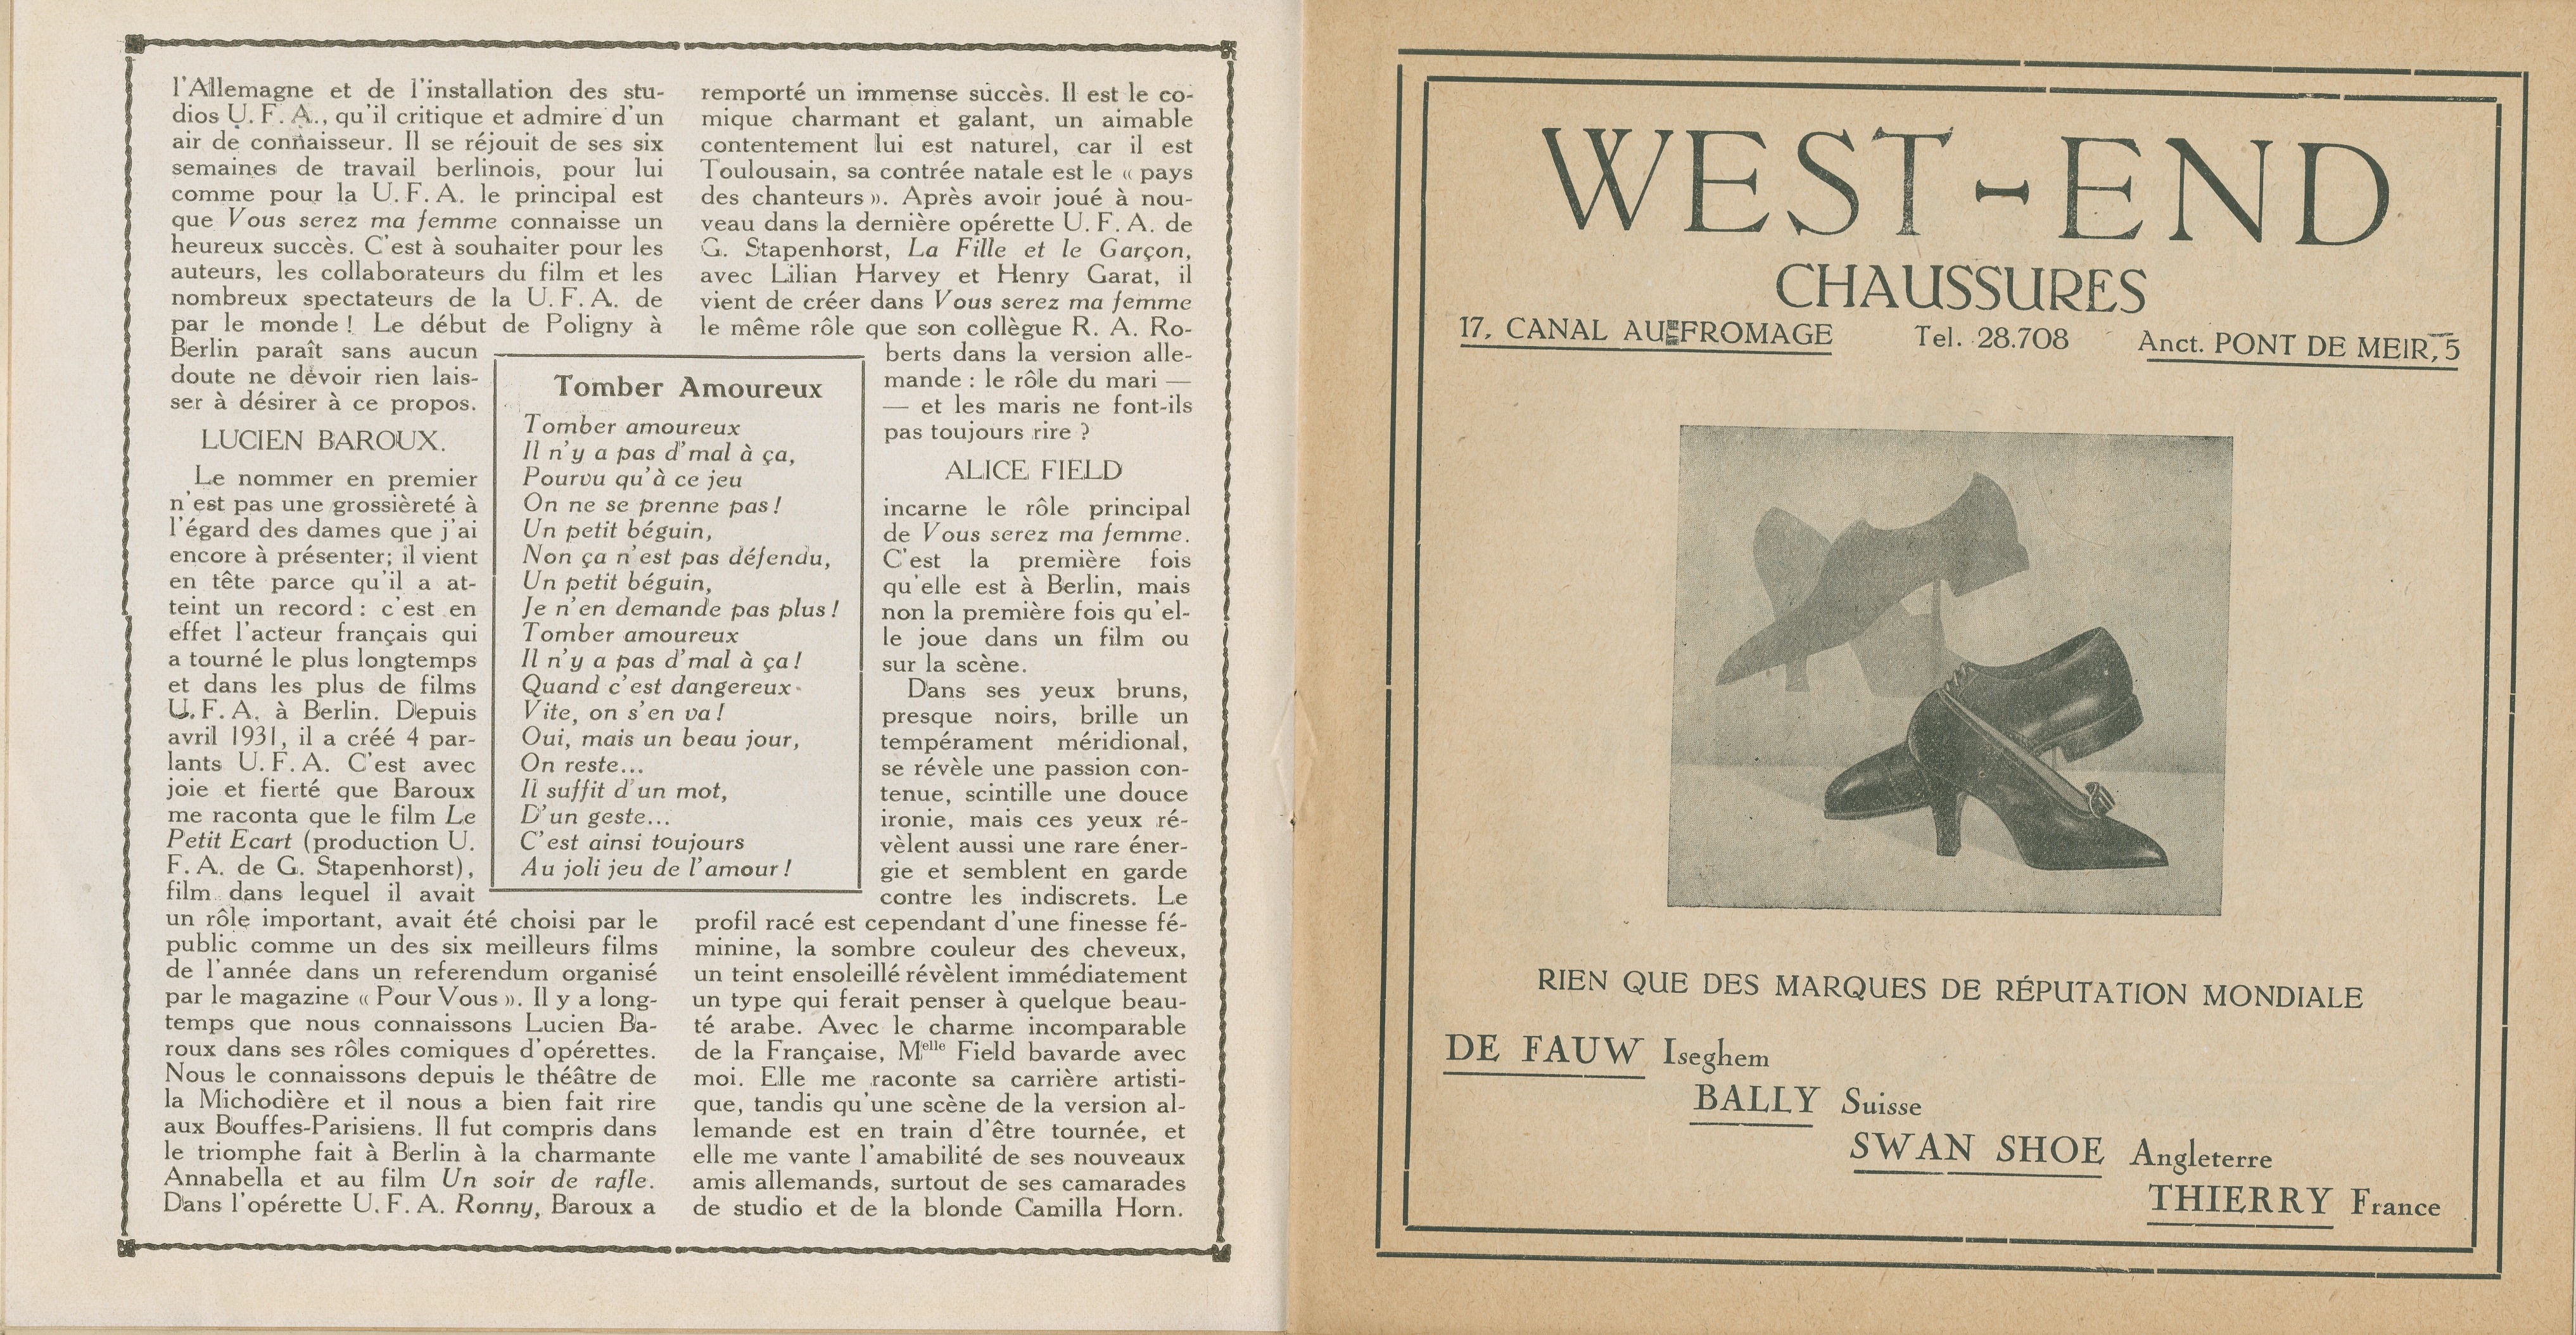 l'Allemagne et de l'installation des stu-
dios U. F. A., qu'il critique et admire d'un
air de connaisseur. Il se réjouit de ses six
semaines de travail berlinois, pour lui
comme pour la U. F. A. le principal est
que Vous serez ma femme connaisse un
heureux succès. C'est à souhaiter pour les
auteurs, les collaborateurs du film et les
nombreux spectateurs de la U. F. A. de
par le monde ! Le début de Poligny à
Berlin paraît sans aucun
doute ne devoir rien lais-
ser à désirer à ce propos.
LUCIEN BAROUX.
Le nommer en premier
n'est pas une grossièreté à
l'égard des dames que j'ai
encore à présenter; il vient
en tête parce qu'il a at-
teint un record : c'est en
effet l'acteur français qui
a tourné le plus longtemps
et dans les plus de films
U. F. A. à Berlin. Depuis
avril 1931, il a créé 4 par-
lants U. F. A. C'est avec
joie et fierté que Baroux
me raconta que le film Le
Petit Ecart (production U.
F. A. de G. Stapenhorst),
film dans lequel il avait
un rôle important, avait été choisi par le
public comme un des six meilleurs films
de l'année dans un referendum organisé
par le magazine « Pour Vous ». Il y a long-
temps que nous connaissons Lucien Ba-
roux dans ses rôles comiques d'opérettes.
Nous le connaissons depuis le théâtre de
la Michodière et il nous a bien fait rire
aux Bouffes-Parisiens. Il fut compris dans
le triomphe fait à Berlin à la charmante
Annabella et au film Un soir de rafle.
Dans l'opérette U. F. A. Ronny, Baroux a
Tomber Amoureux
Tomber amoureux
Il n'y a pas d'mal à ça,
Pourvu qu'à ce jeu
On ne se prenne pas !
Un petit béguin,
Non ça n'est pas défendu,
Un petit béguin,
Je n'en demande pas plus !
Tomber amoureux
Il n'y a pas d'mal à ça !
Quand c'est dangereux
Vite, on s'en va !
Oui, mais un beau jour,
On reste...
Il suffit d'un mot,
D'un geste...
C'est ainsi toujours
Au joli jeu de l'amour !
remporté un immense succès. Il est le co-
mique charmant et galant, un aimable
contentement lui est naturel, car il est
Toulousain, sa contrée natale est le « pays
des chanteurs ». Après avoir joué à nou-
veau dans la dernière opérette U. F. A. de
G. Stapenhorst, La Fille et le Garçon,
avec Lilian Harvey et Henry Garat, il
vient de créer dans Vous serez ma femme
le même rôle que son collègue R. A. Ro-
berts dans la version alle-
mande : le rôle du mari —
— et les maris ne font-ils
pas toujours rire ?
ALICE FIELD
incarne le rôle principal
de Vous serez ma femme.
C'est la première fois
qu'elle est à Berlin, mais
non la première fois qu'el-
le joue dans un film ou
sur la scène.
Dans ses yeux bruns,
presque noirs, brille un
tempérament méridional,
se révèle une passion con-
tenue, scintille une douce
ironie, mais ces yeux ré-
vèlent aussi une rare éner-
gie et semblent en garde
contre les indiscrets. Le
profil racé est cependant d'une finesse fé-
minine, la sombre couleur des cheveux,
un teint ensoleillé révèlent immédiatement
un type qui ferait penser à quelque beau-
té arabe. Avec le charme incomparable
de la Française, Melle Field bavarde avec
moi. Elle me raconte sa carrière artisti-
que, tandis qu'une scène de la version al-
lemande est en train d'être tournée, et
elle me vante l'amabilité de ses nouveaux
amis allemands, surtout de ses camarades
de studio et de la blonde Camilla Horn.
WEST-END
CHAUSSURES
17, CANAL AU FROMAGE Tel. 28.708 Anct. PONT DE MEIR, 5
RIEN QUE DES MARQUES DE RÉPUTATION MONDIALE
DE FAUW Iseghem
BALLY Suisse
SWAN SHOE Angleterre
THIERRY France